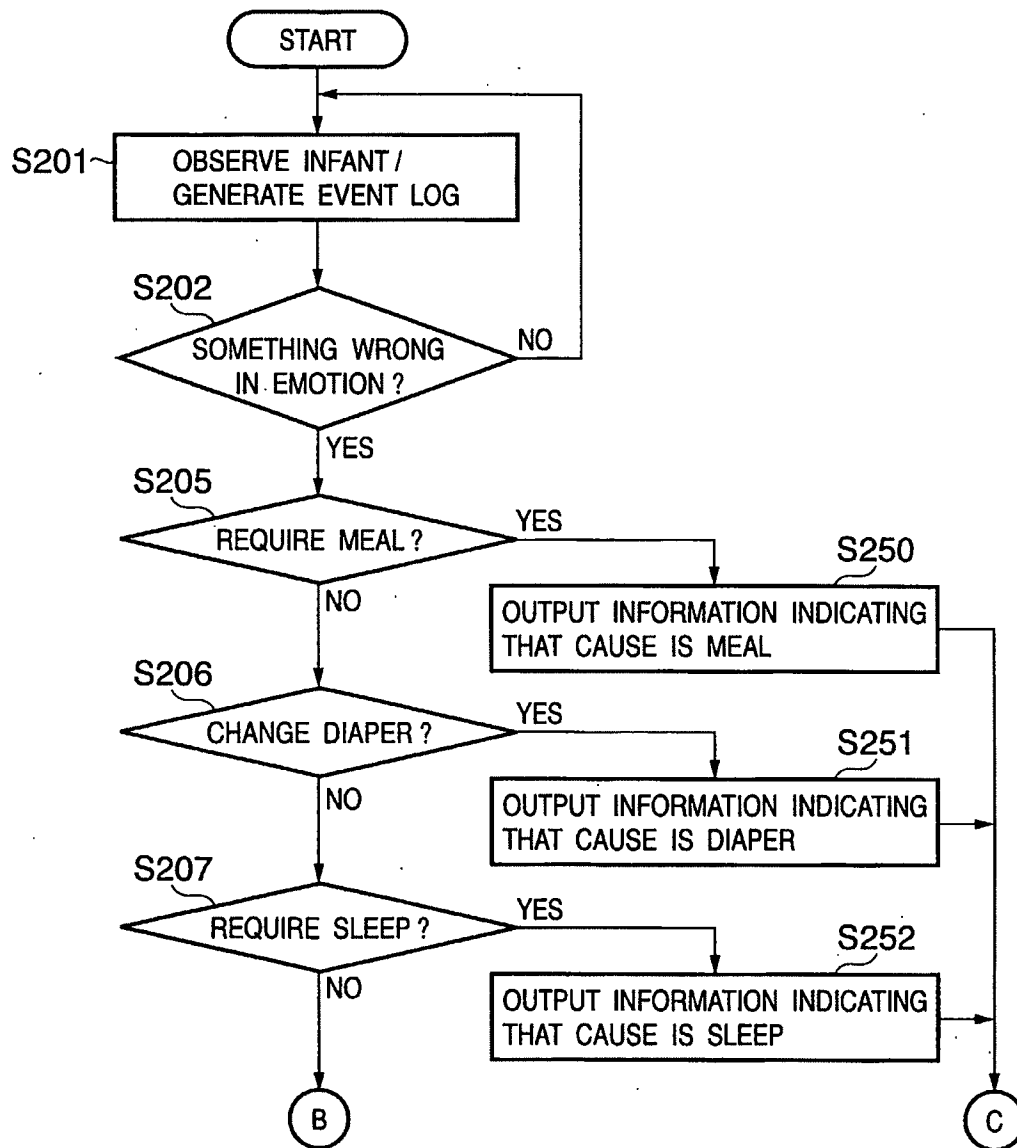 START
S201
OBSERVE INFANT /
GENERATE EVENT LOG
S202
SOMETHING WRONG
IN EMOTION ?
NO
YES
S205
REQUIRE MEAL ?
YES
NO
S250
OUTPUT INFORMATION INDICATING
THAT CAUSE IS MEAL
S206
CHANGE DIAPER ?
YES
NO
S251
OUTPUT INFORMATION INDICATING
THAT CAUSE IS DIAPER
S207
REQUIRE SLEEP ?
YES
NO
S252
OUTPUT INFORMATION INDICATING
THAT CAUSE IS SLEEP
B
C